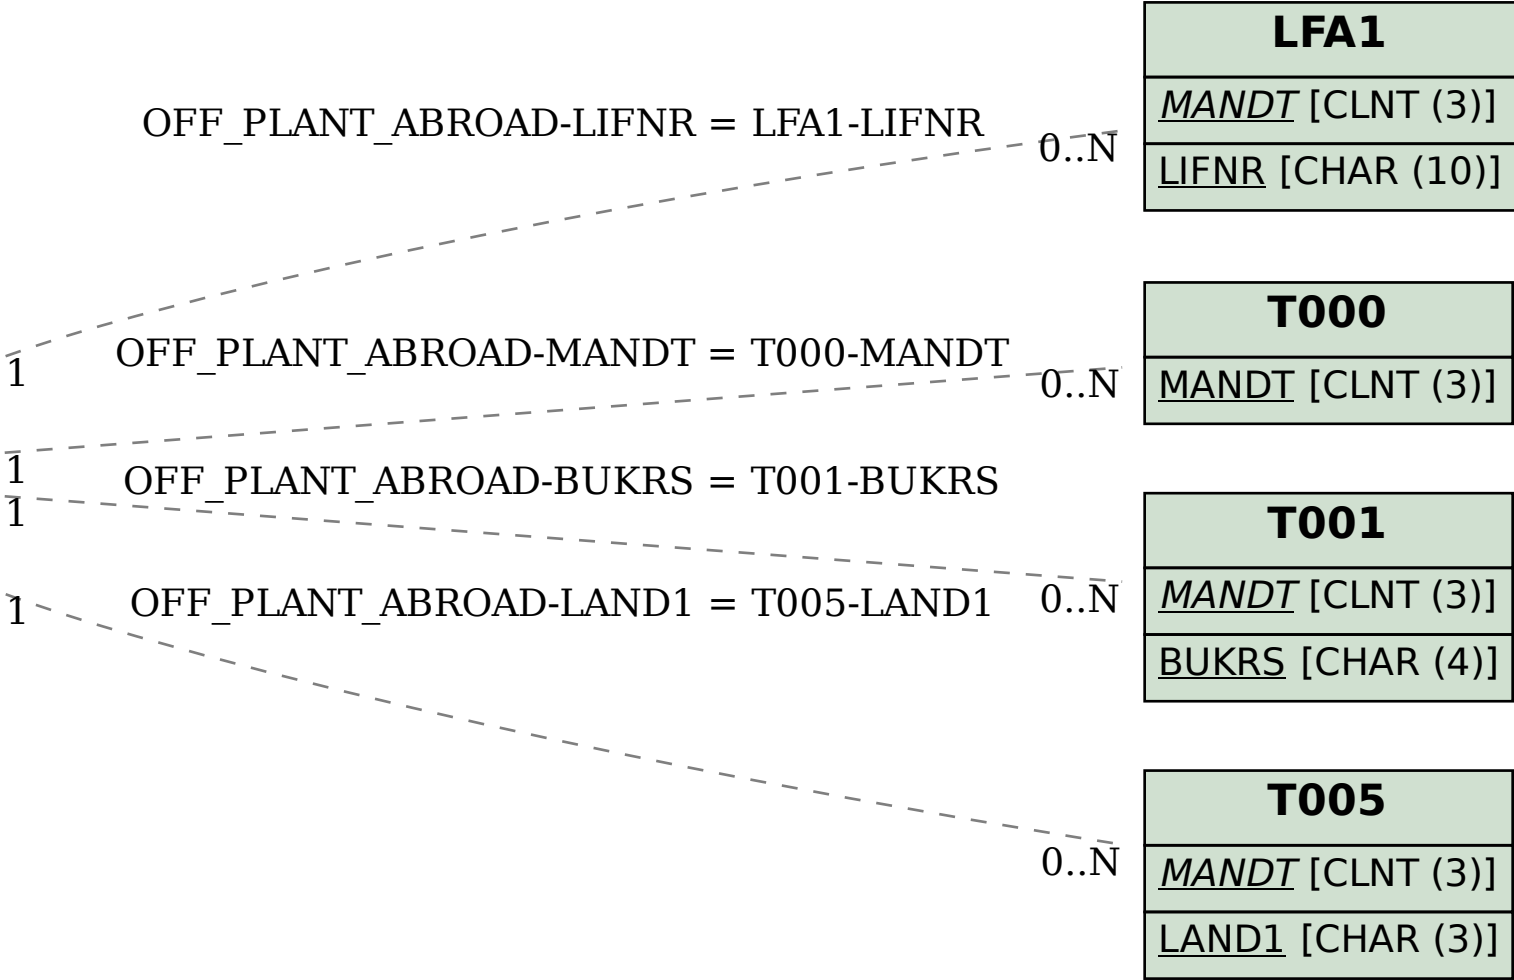 LFA1
MANDT [CLNT (3)]
LIFNR [CHAR (10)]
OFF_PLANT_ABROAD-LIFNR = LFA1-LIFNR
0..N
1
T000
MANDT [CLNT (3)]
OFF_PLANT_ABROAD-MANDT = T000-MANDT
0..N
1
T001
MANDT [CLNT (3)]
BUKRS [CHAR (4)]
OFF_PLANT_ABROAD-BUKRS = T001-BUKRS
0..N
1
T005
MANDT [CLNT (3)]
LAND1 [CHAR (3)]
OFF_PLANT_ABROAD-LAND1 = T005-LAND1
0..N
1